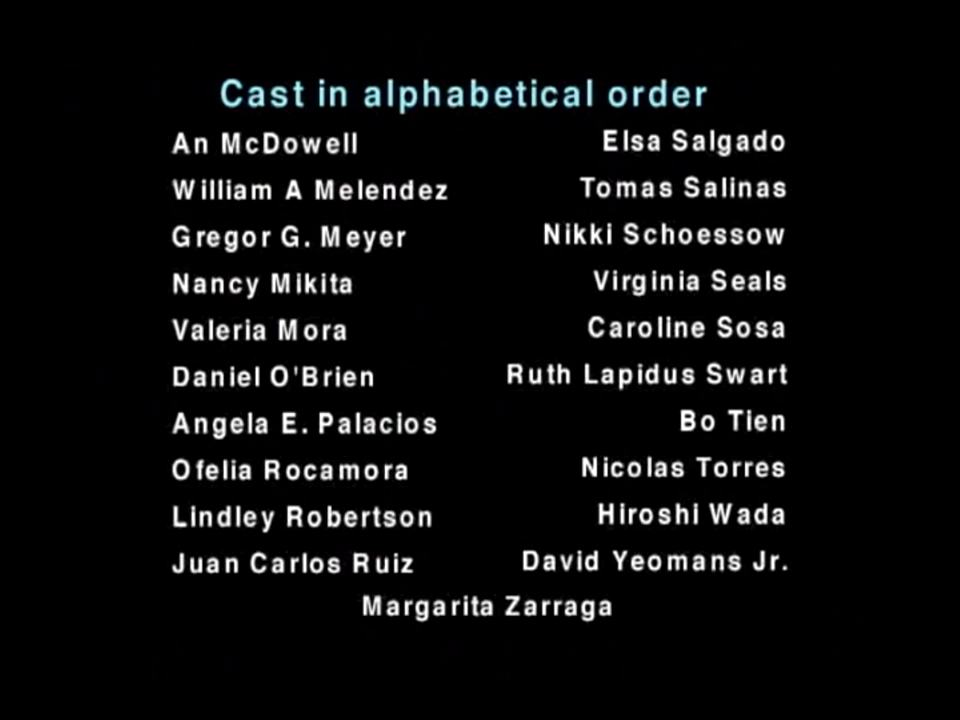 Cast in alphabetical order
An McDowell
William A Melendez
Gregor G. Meyer
Nancy Mikita
Valeria Mora
Daniel O'Brien
Angela E. Palacios
Ofelia Rocamora
Lindley Robertson
Juan Carlos Ruiz
Elsa Salgado
Tomas Salinas
Nikki Schoessow
Virginia Seals
Caroline Sosa
Ruth Lapidus Swart
Bo Tien
Nicolas Torres
Hiroshi Wada
David Yeomans Jr.
Margarita Zarraga